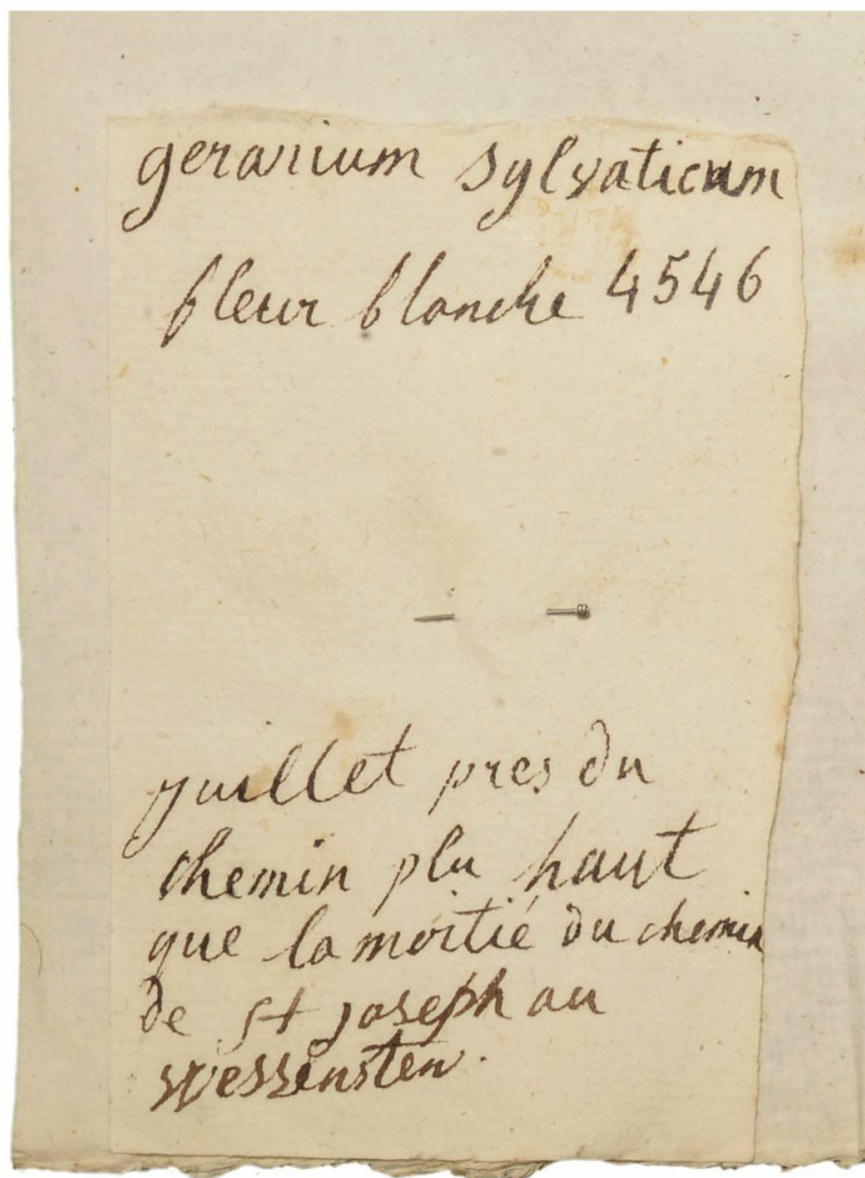 geranium sylvaticum
fleur blanche 4546
juillet pres du
chemin plu haut
que la moitié du chemin
de st joseph au
Wessensten.